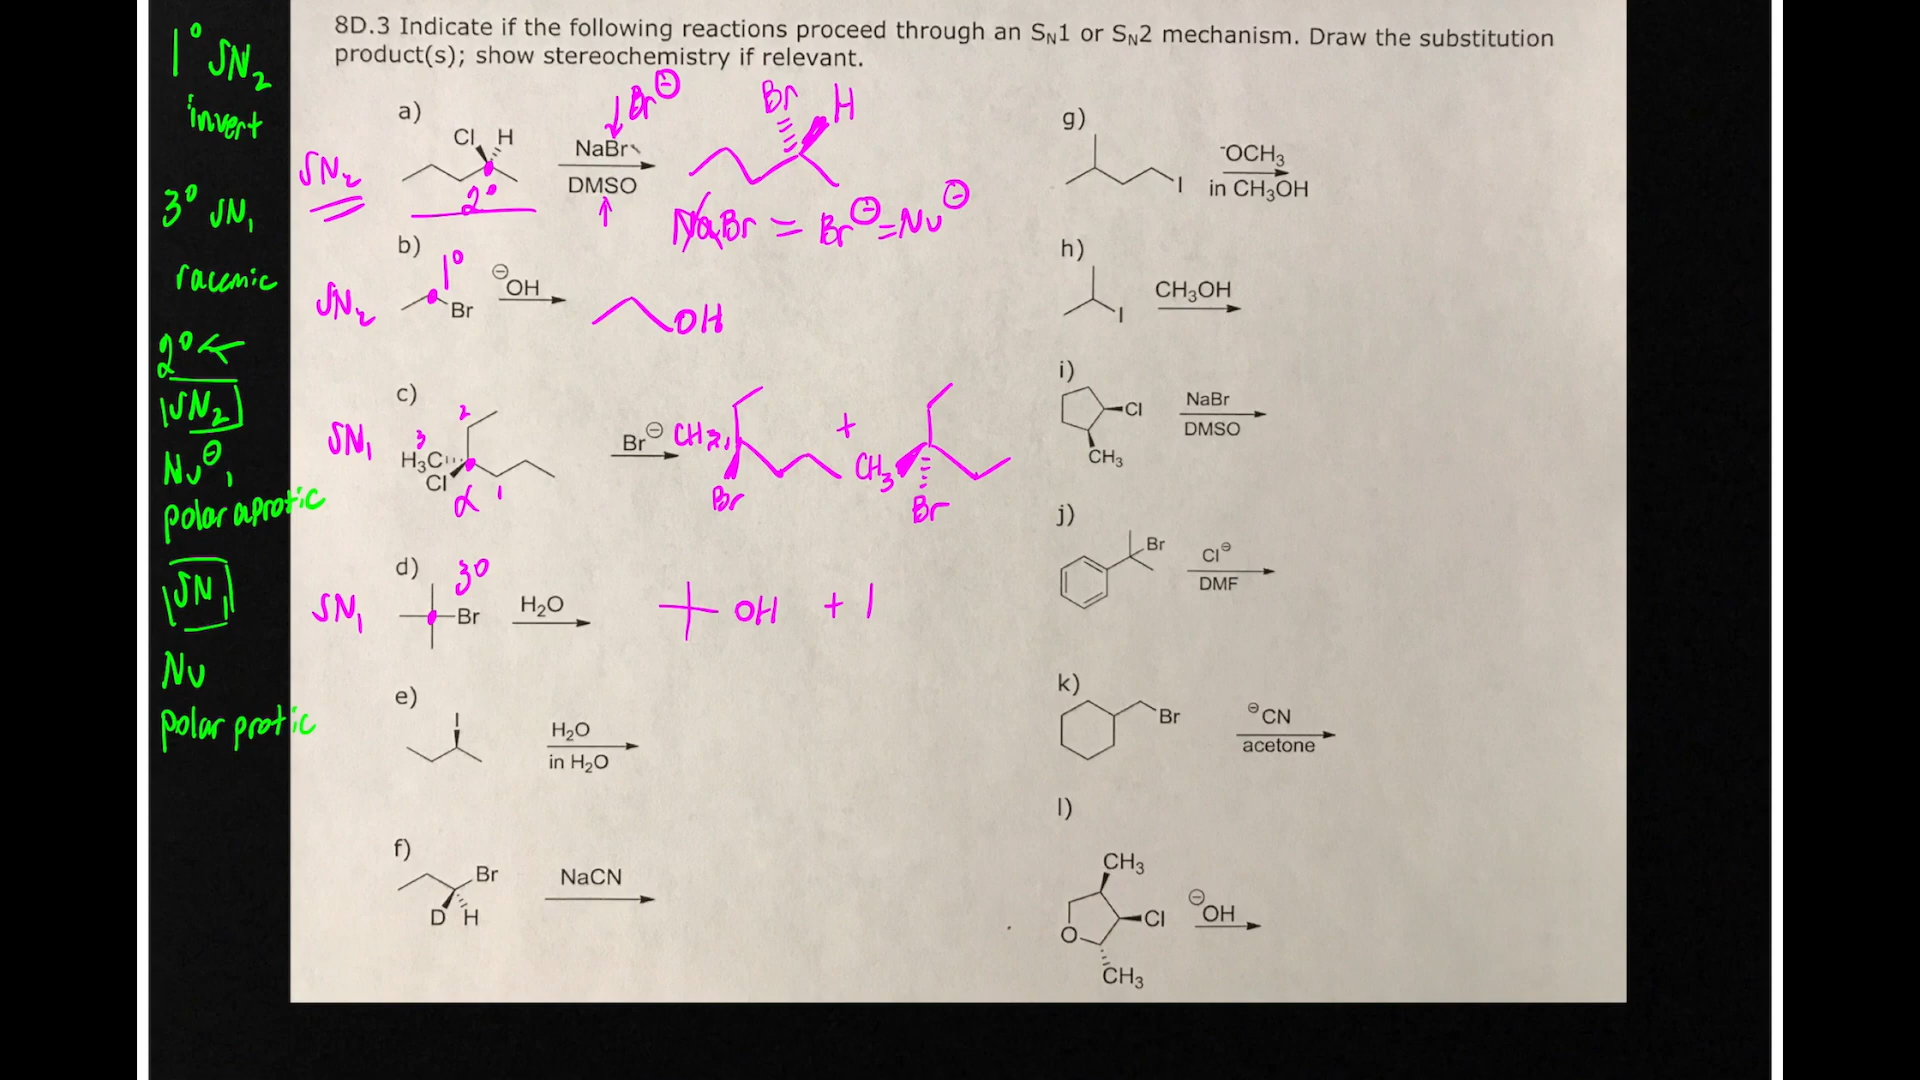 8D.3 Indicate if the following reactions proceed through an SN1 or SN2 mechanism. Draw the substitution
product(s); show stereochemistry if relevant.
1° SN2
invert
3° SN1
racemic
2° ←
SN2
Nu⊖,
polar aprotic
SN1
Nu
polar protic
a)
SN2
Cl H
2°
↓ Br⊖
NaBr
DMSO
↑
Br H
NaBr = Br⊖ = Nu⊖
b)
SN2
1°
Br
⊖OH
OH
c)
SN1
2
3
H3C
Cl
α
1
Br⊖
CH3
Br
+
CH3
Br
d)
SN1
3°
Br
H2O
OH +
e)
I
H2O
in H2O
f)
Br
D H
NaCN
g)
I
-OCH3
in CH3OH
h)
I
CH3OH
i)
Cl
CH3
NaBr
DMSO
j)
Br
Cl⊖
DMF
k)
Br
⊖CN
acetone
l)
CH3
Cl
O
CH3
⊖OH